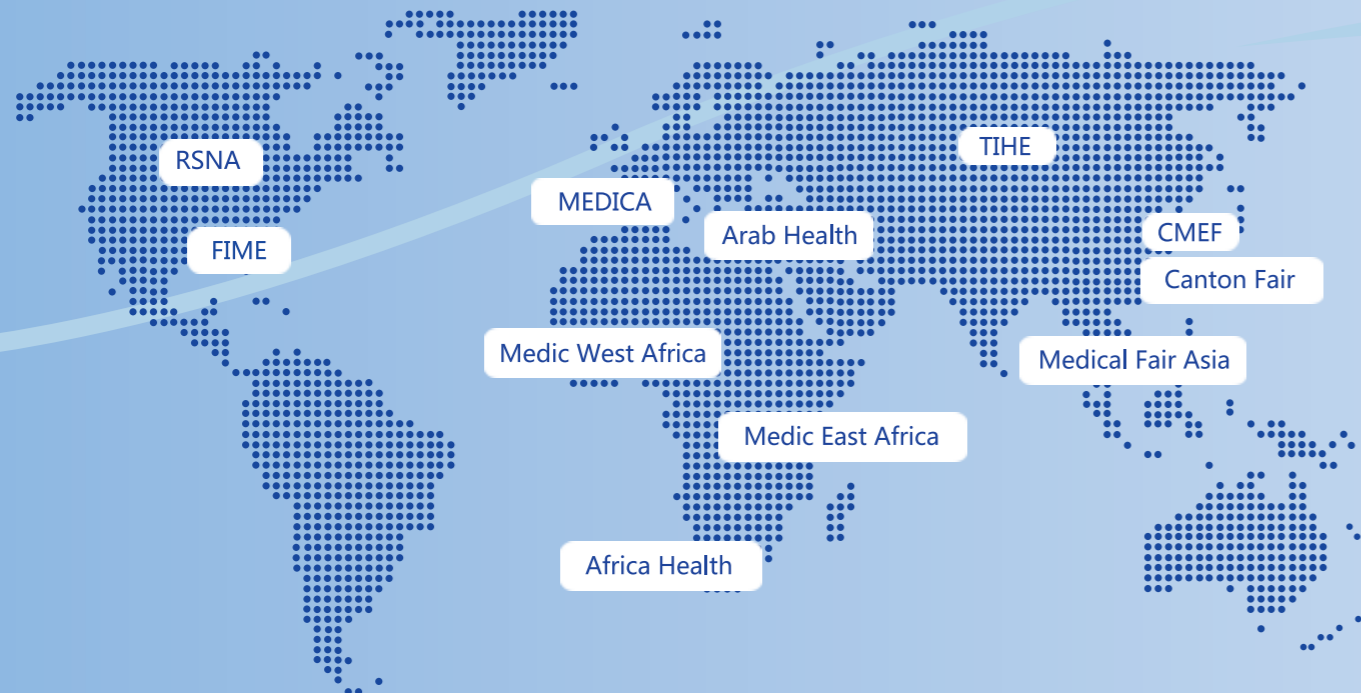 TIHE
RSNA
MEDICA
Arab Health
CMEF
FIME
Canton Fair
Medic West Africa
Medical Fair Asia
Medic East Africa
Africa Health